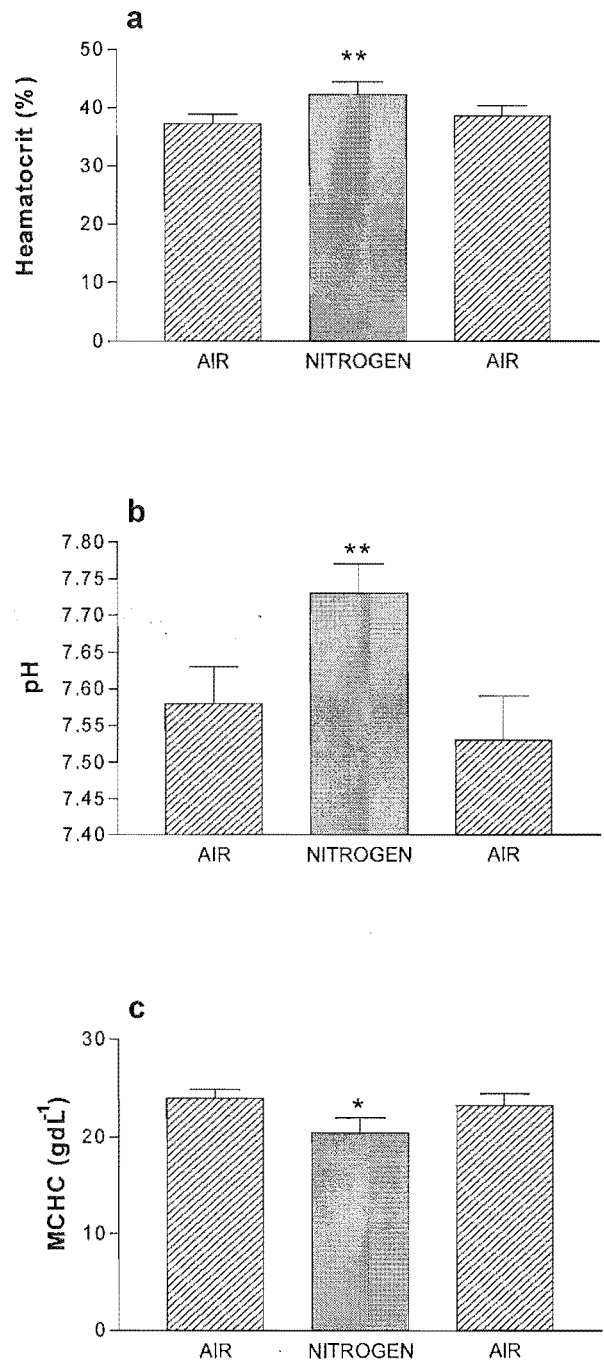 a
Heamatocrit (%)
50
40
30
20
10
0
**
AIR NITROGEN AIR
b
pH
7.80
7.75
7.70
7.65
7.60
7.55
7.50
7.45
7.40
**
AIR NITROGEN AIR
c
MCHC (gdL-1)
30
20
10
0
*
AIR NITROGEN AIR